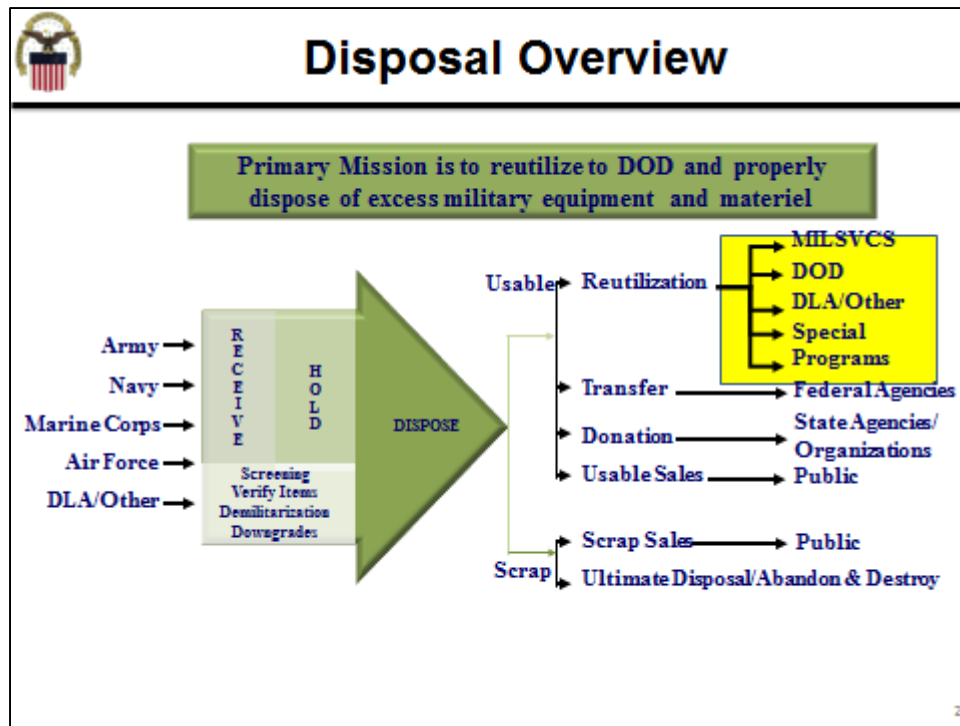 Disposal Overview
Primary Mission is to reutilize to DOD and properly
dispose of excess military equipment and materiel
Army
Navy
Marine Corps
Air Force
DLA/Other
RECEIVE
HOLD
Screening
Verify Items
Demilitarization
Downgrades
DISPOSE
Usable
Reutilization
MILSVCS
DOD
DLA/Other
Special
Programs
Transfer
Federal Agencies
Donation
State Agencies/
Organizations
Usable Sales
Public
Scrap
Scrap Sales
Public
Ultimate Disposal/Abandon & Destroy
2